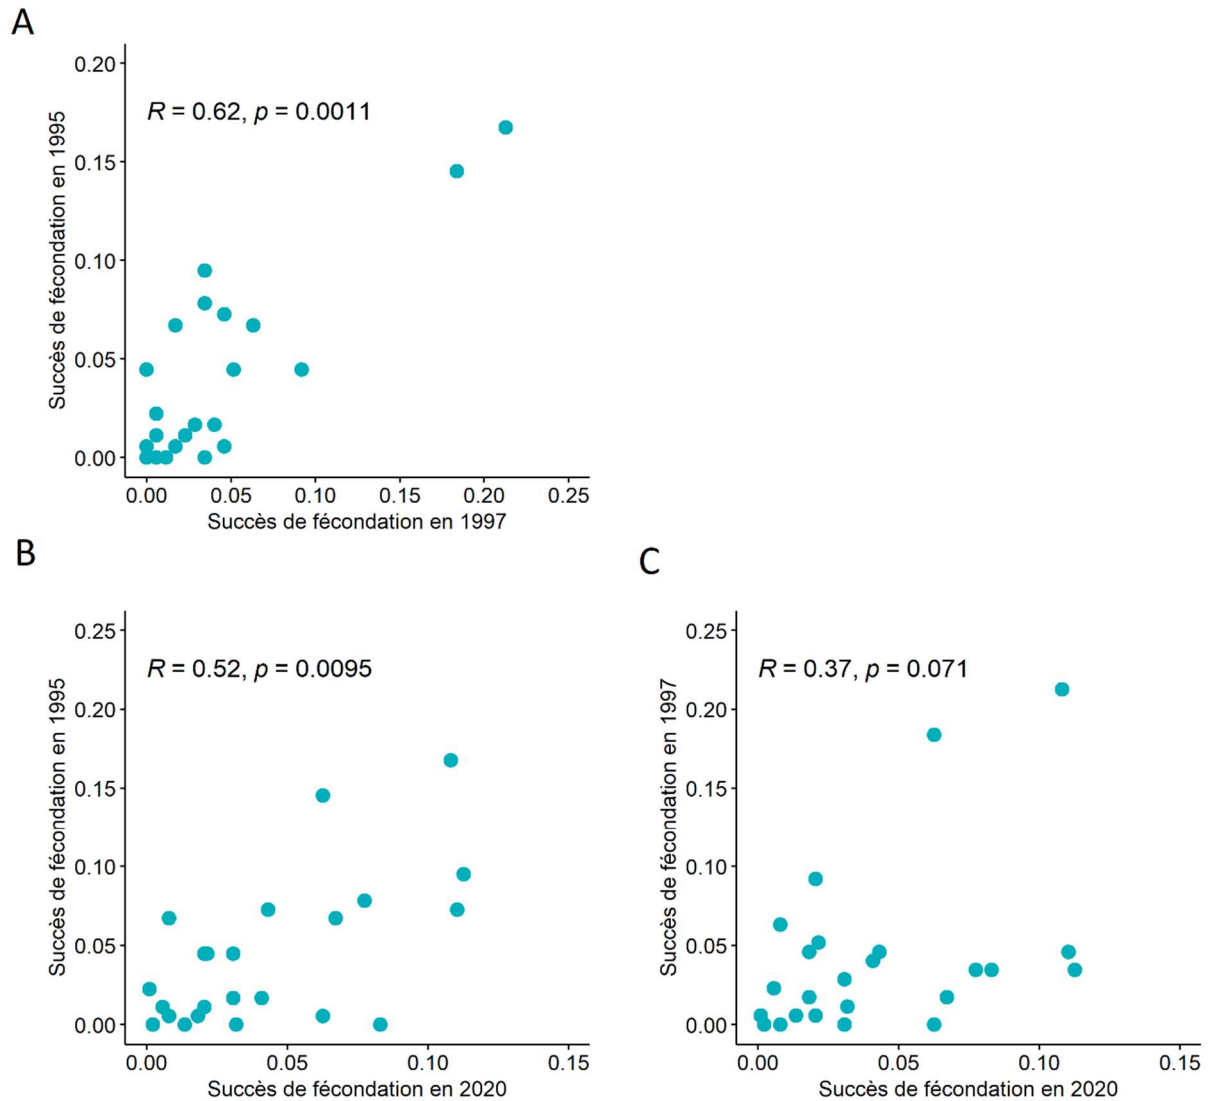 A
0.20
R = 0.62, p = 0.0011
0.15
0.10
0.05
0.00
Succès de fécondation en 1995
0.00 0.05 0.10 0.15 0.20 0.25
Succès de fécondation en 1997
B
0.25
R = 0.52, p = 0.0095
0.20
0.15
0.10
0.05
0.00
Succès de fécondation en 1995
0.00 0.05 0.10 0.15
Succès de fécondation en 2020
C
0.25
R = 0.37, p = 0.071
0.20
0.15
0.10
0.05
0.00
Succès de fécondation en 1997
0.00 0.05 0.10 0.15
Succès de fécondation en 2020